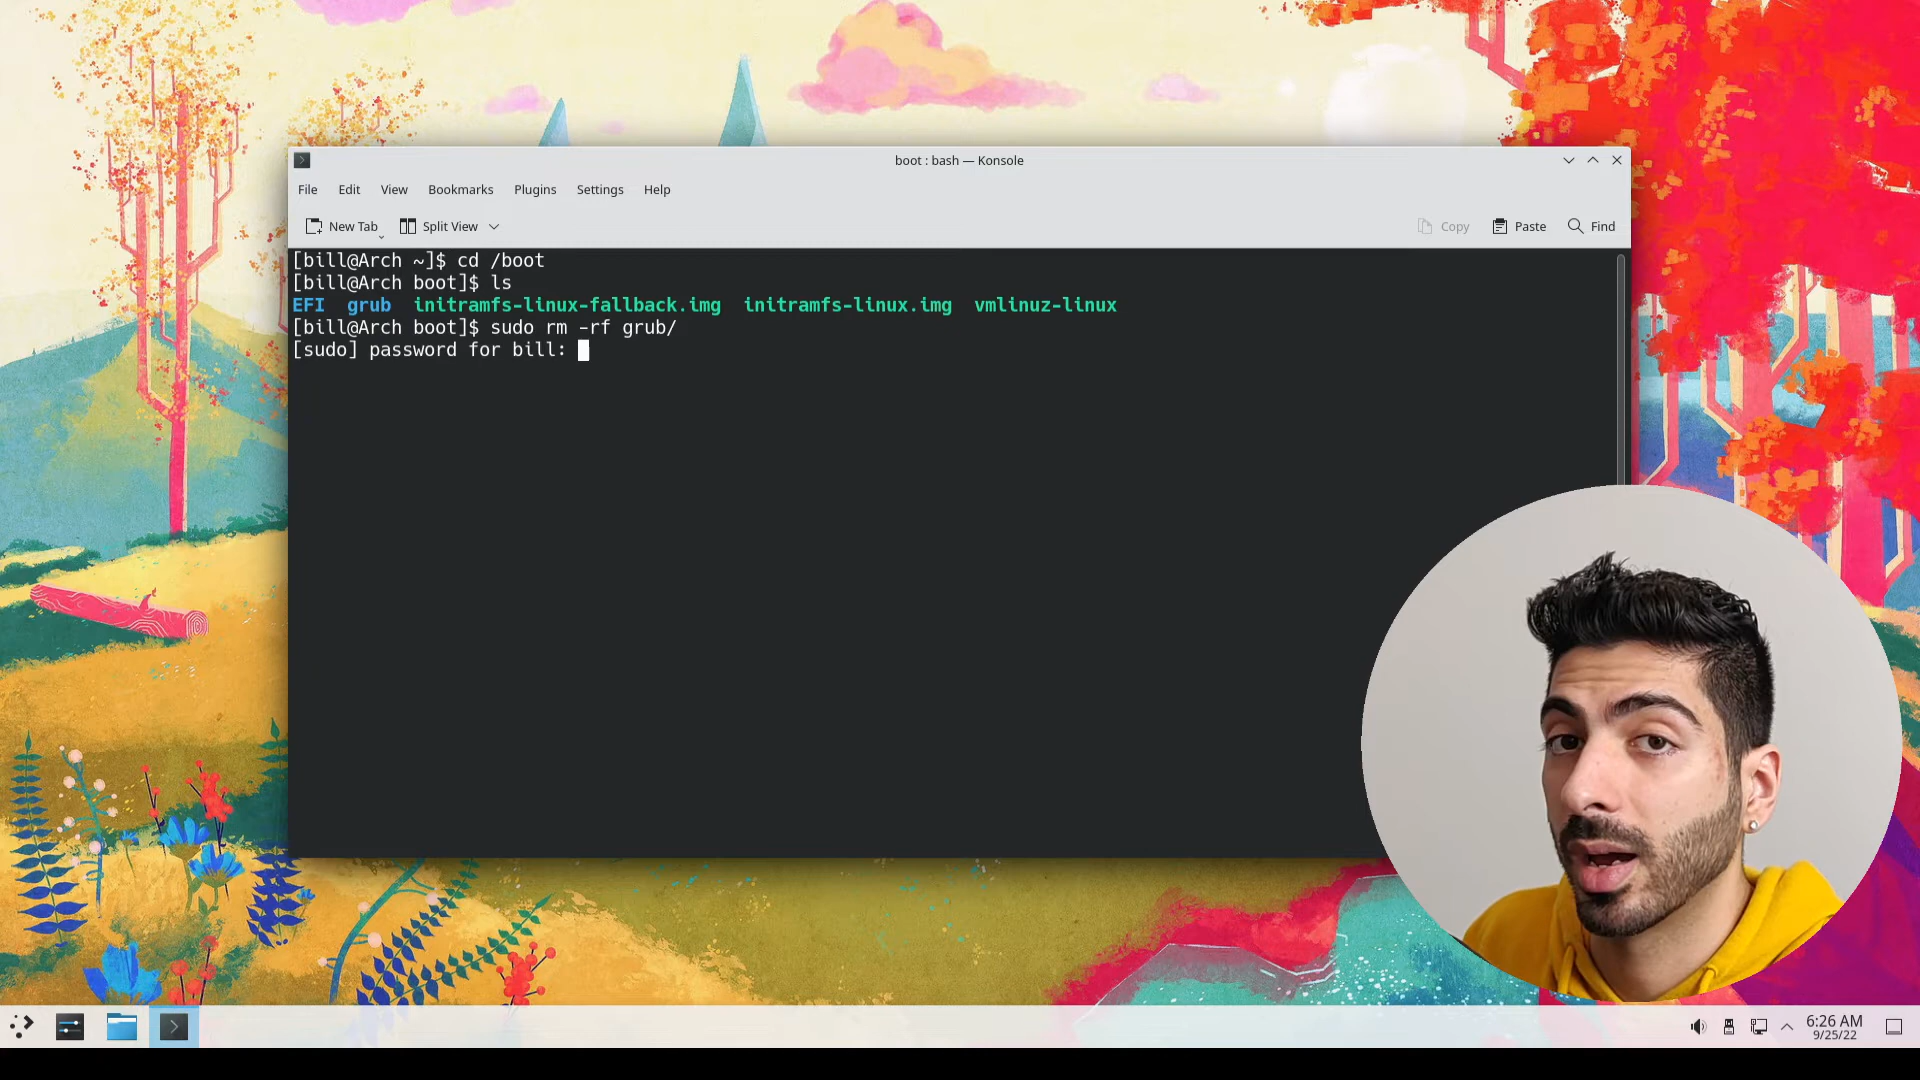 boot : bash — Konsole
File Edit View Bookmarks Plugins Settings Help
New Tab Split View Copy Paste Find
[bill@Arch ~]$ cd /boot
[bill@Arch boot]$ ls
EFI grub initramfs-linux-fallback.img initramfs-linux.img vmlinuz-linux
[bill@Arch boot]$ sudo rm -rf grub/
[sudo] password for bill:
6:26 AM
9/25/22